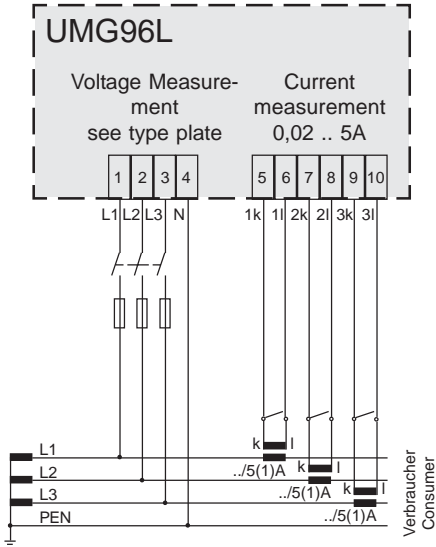 UMG96L
Voltage Measure-
ment
see type plate
Current
measurement
0,02 .. 5A
1 2 3 4 5 6 7 8 9 10
L1 L2 L3 N 1k 1l 2k 2l 3k 3l
L1 k l
L2 ../5(1)A k l
L3 ../5(1)A k l
PEN ../5(1)A
Verbraucher
Consumer